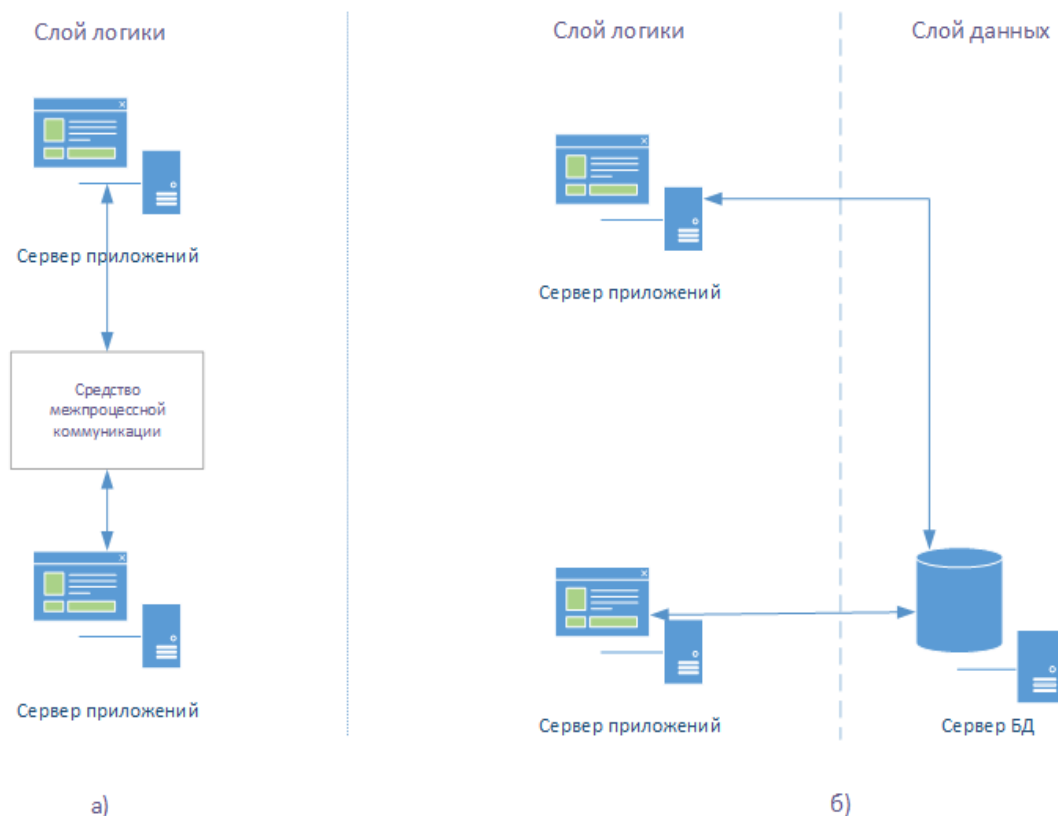 Слой логики
Сервер приложений
Средство
межпроцессной
коммуникации
Сервер приложений
а)
Слой логики
Слой данных
Сервер приложений
Сервер приложений
Сервер БД
б)